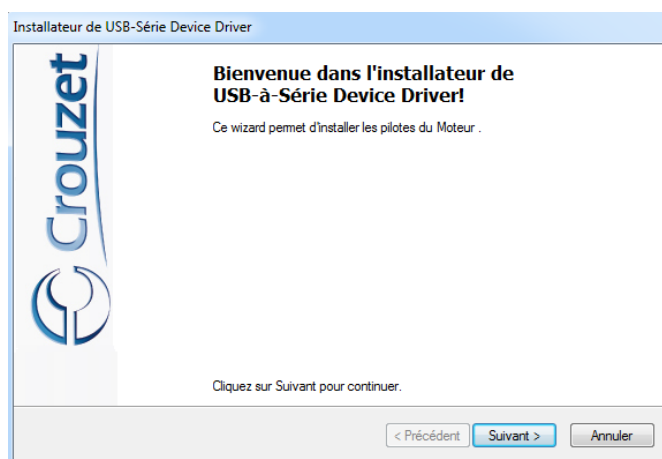 Installateur de USB-Série Device Driver
Crouzet
Bienvenue dans l'installateur de
USB-à-Série Device Driver!
Ce wizard permet d'installer les pilotes du Moteur .
Cliquez sur Suivant pour continuer.
< Précédent
Suivant >
Annuler